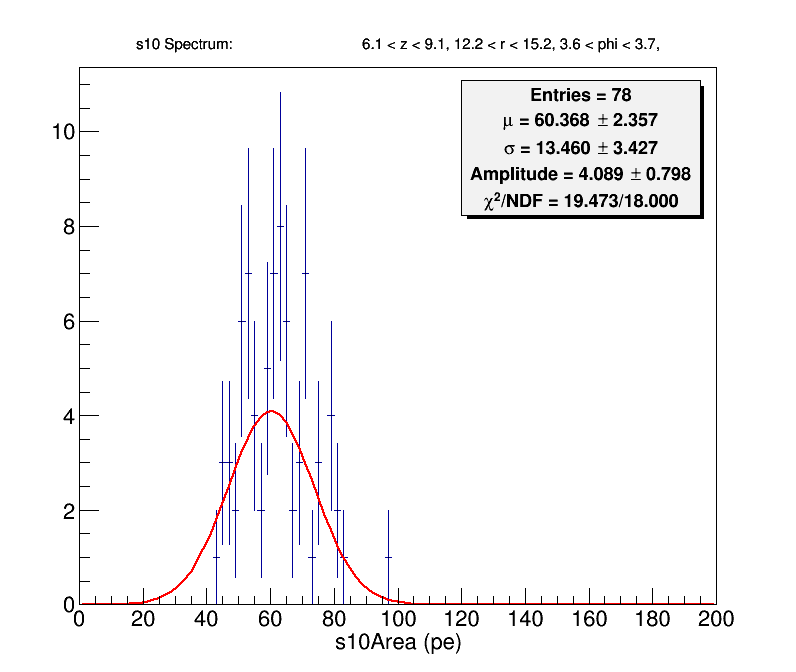 s10 Spectrum: 6.1 < z < 9.1, 12.2 < r < 15.2, 3.6 < phi < 3.7,
Entries = 78
μ = 60.368 ± 2.357
σ = 13.460 ± 3.427
Amplitude = 4.089 ± 0.798
χ²/NDF = 19.473/18.000
10
8
6
4
2
0
0 20 40 60 80 100 120 140 160 180 200
s10Area (pe)